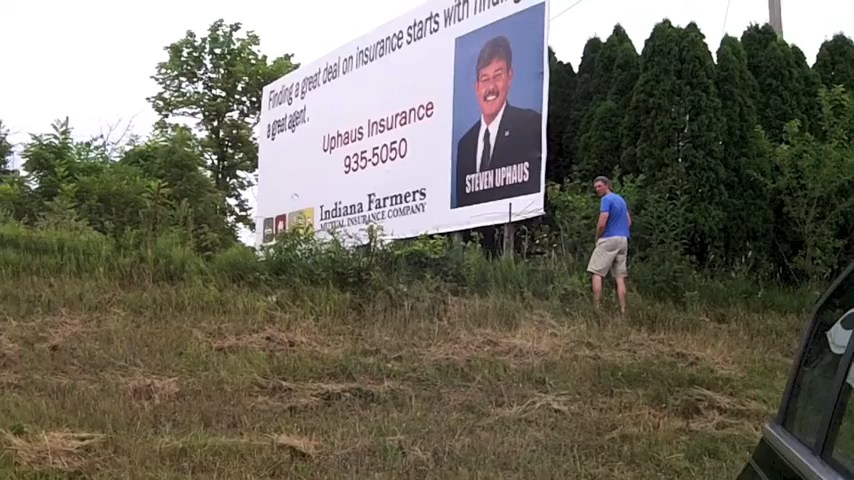 Finding a great deal on insurance starts with finding
a great agent.
Uphaus Insurance
935-5050
STEVEN UPHAUS
Indiana Farmers
MUTUAL INSURANCE COMPANY